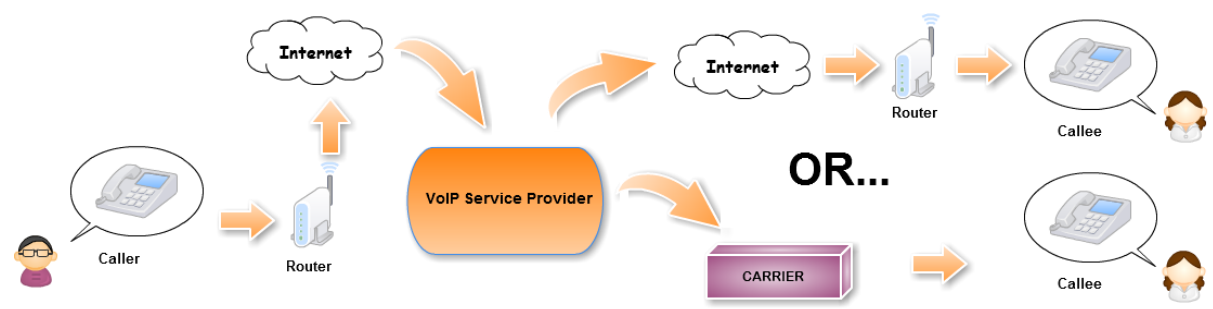 Internet
Internet
Router
Callee
OR...
VoIP Service Provider
Caller
Router
CARRIER
Callee